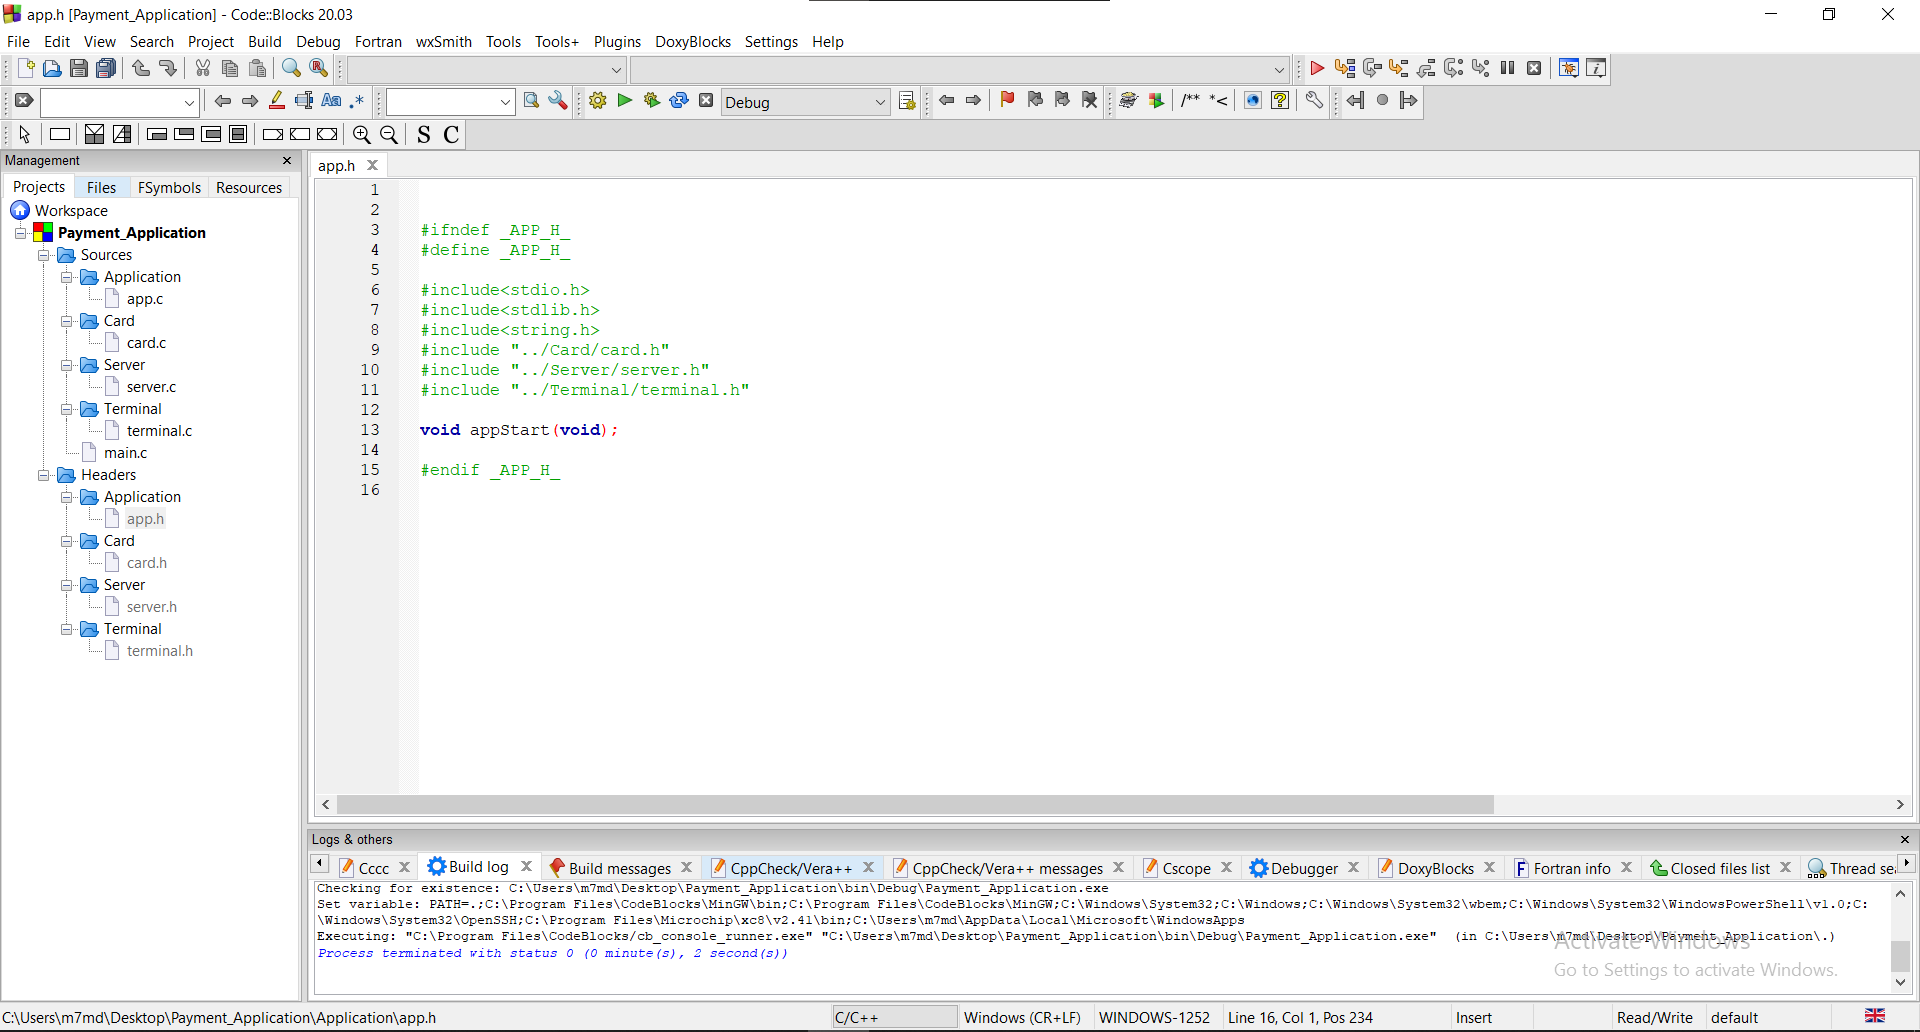 app.h [Payment_Application] - Code::Blocks 20.03
File Edit View Search Project Build Debug Fortran wxSmith Tools Tools+ Plugins DoxyBlocks Settings Help
Debug
/** *<
S C
Management
Projects Files FSymbols Resources
Workspace
Payment_Application
Sources
Application
app.c
Card
card.c
Server
server.c
Terminal
terminal.c
main.c
Headers
Application
app.h
Card
card.h
Server
server.h
Terminal
terminal.h
app.h
1
2
3 #ifndef _APP_H_
4 #define _APP_H_
5
6 #include<stdio.h>
7 #include<stdlib.h>
8 #include<string.h>
9 #include "../Card/card.h"
10 #include "../Server/server.h"
11 #include "../Terminal/terminal.h"
12
13 void appStart(void);
14
15 #endif _APP_H_
16
Logs & others
Cccc Build log Build messages CppCheck/Vera++ CppCheck/Vera++ messages Cscope Debugger DoxyBlocks Fortran info Closed files list Thread sea
Checking for existence: C:\Users\m7md\Desktop\Payment_Application\bin\Debug\Payment_Application.exe
Set variable: PATH=.;C:\Program Files\CodeBlocks\MinGW\bin;C:\Program Files\CodeBlocks\MinGW;C:\Windows\System32;C:\Windows;C:\Windows\System32\wbem;C:\Windows\System32\WindowsPowerShell\v1.0;C:
\Windows\System32\OpenSSH;C:\Program Files\Microchip\xc8\v2.41\bin;C:\Users\m7md\AppData\Local\Microsoft\WindowsApps
Executing: "C:\Program Files\CodeBlocks/cb_console_runner.exe" "C:\Users\m7md\Desktop\Payment_Application\bin\Debug\Payment_Application.exe" (in C:\Users\m7md\Desktop\Payment_Application\.)
Process terminated with status 0 (0 minute(s), 2 second(s))
Activate Windows
Go to Settings to activate Windows.
C:\Users\m7md\Desktop\Payment_Application\Application\app.h C/C++ Windows (CR+LF) WINDOWS-1252 Line 16, Col 1, Pos 234 Insert Read/Write default